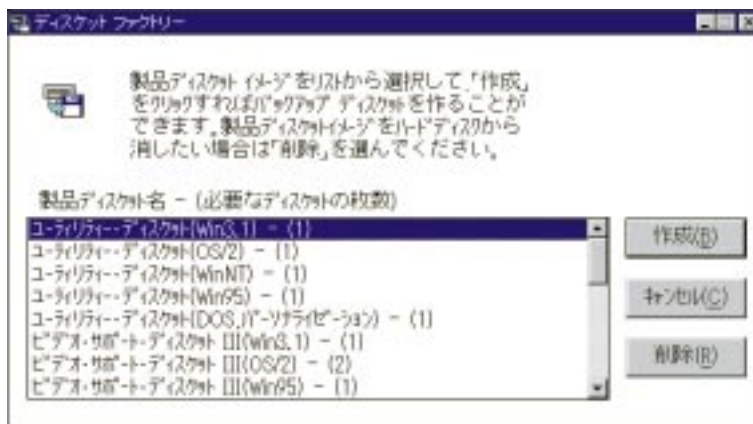 ディスケット ファクトリー
製品ディスケット イメージをリストから選択して、「作成」
をクリックすればバックアップ ディスケットを作ることが
できます。製品ディスケットイメージをハードディスクから
消したい場合は「削除」を選んでください。
製品ディスケット名 - (必要なディスケットの枚数)
ユーティリティー・ディスケット(Win3.1) - (1)
ユーティリティー・ディスケット(OS/2) - (1)
ユーティリティー・ディスケット(WinNT) - (1)
ユーティリティー・ディスケット(Win95) - (1)
ユーティリティー・ディスケット(DOS,パーソナライゼーション) - (1)
ビデオ・サポート・ディスケット III(Win3.1) - (1)
ビデオ・サポート・ディスケット III(OS/2) - (2)
ビデオ・サポート・ディスケット III(Win95) - (1)
作成(B)
キャンセル(C)
削除(R)